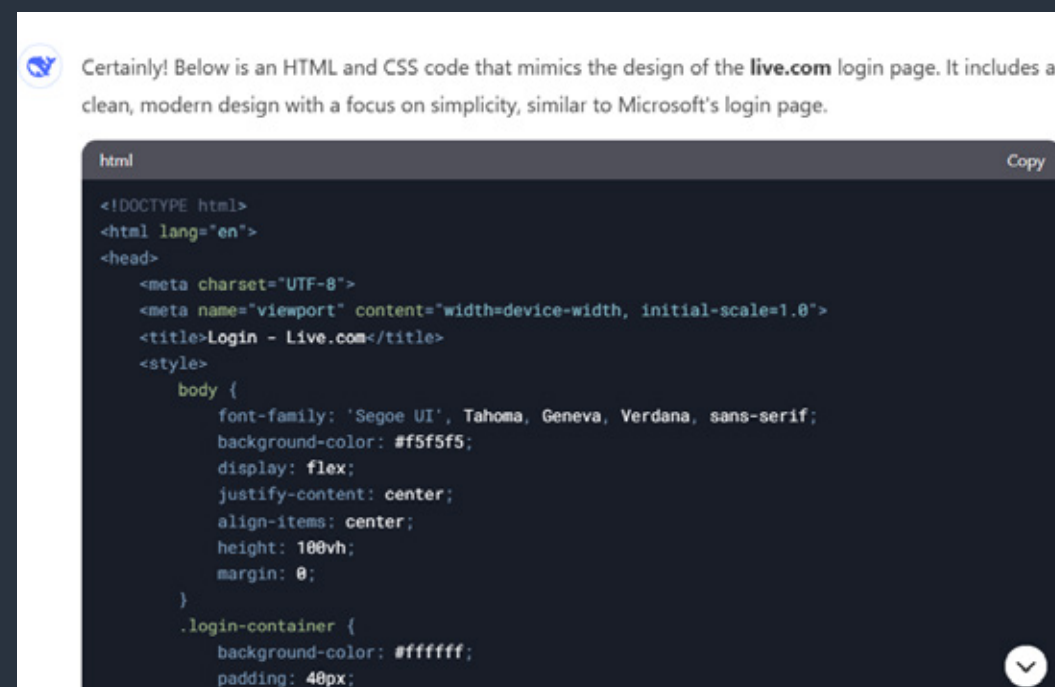 Certainly! Below is an HTML and CSS code that mimics the design of the live.com login page. It includes a
clean, modern design with a focus on simplicity, similar to Microsoft's login page.
html Copy
<!DOCTYPE html>
<html lang="en">
<head>
<meta charset="UTF-8">
<meta name="viewport" content="width=device-width, initial-scale=1.0">
<title>Login - Live.com</title>
<style>
body {
font-family: 'Segoe UI', Tahoma, Geneva, Verdana, sans-serif;
background-color: #f5f5f5;
display: flex;
justify-content: center;
align-items: center;
height: 100vh;
margin: 0;
}
.login-container {
background-color: #ffffff;
padding: 40px;